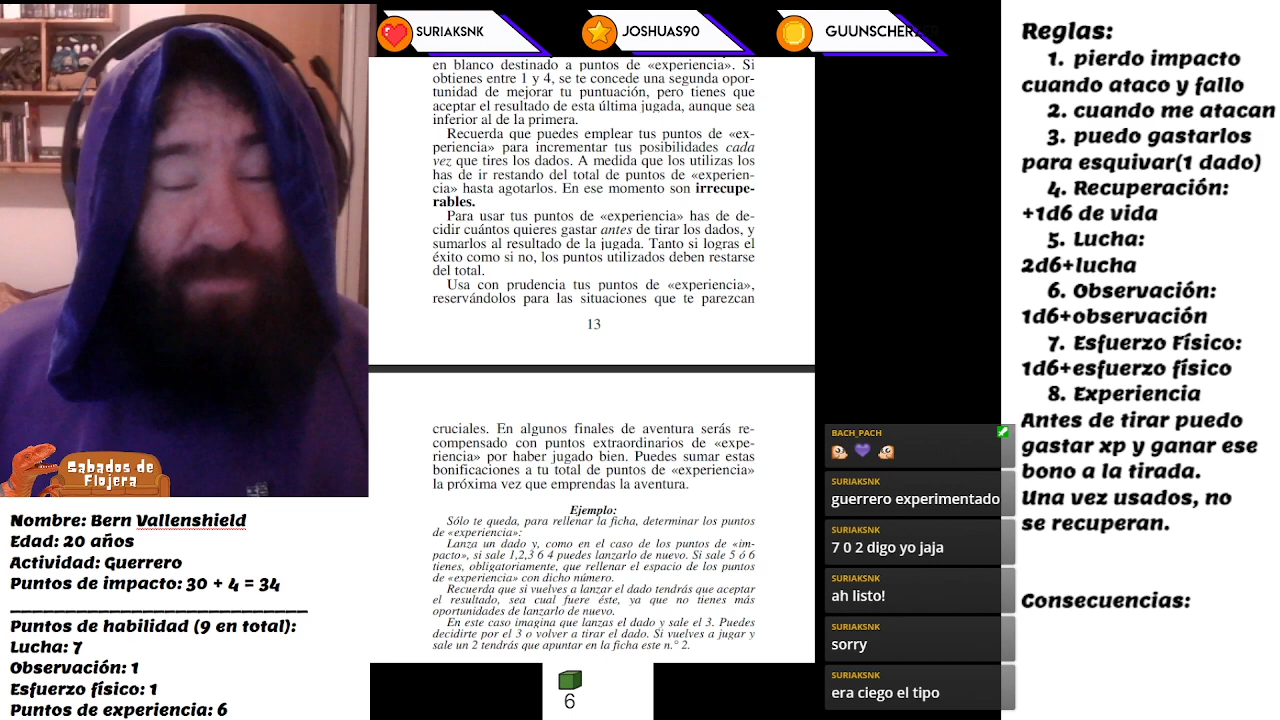 SURIAKSNK
JOSHUAS90
en blanco destinado a puntos de «experiencia». Si
obtienes entre 1 y 4, se te concede una segunda opor-
tunidad de mejorar tu puntuación, pero tienes que
aceptar el resultado de esta última jugada, aunque sea
inferior al de la primera.
Recuerda que puedes emplear tus puntos de «ex-
periencia» para incrementar tus posibilidades cada
vez que tires los dados. A medida que los utilizas los
has de ir restando del total de puntos de «experien-
cia» hasta agotarlos. En ese momento son irrecupe-
rables.
Para usar tus puntos de «experiencia» has de de-
cidir cuántos quieres gastar antes de tirar los dados, y
sumarlos al resultado de la jugada. Tanto si logras el
éxito como si no, los puntos utilizados deben restarse
del total.
Usa con prudencia tus puntos de «experiencia»,
reservándolos para las situaciones que te parezcan
13
cruciales. En algunos finales de aventura serás re-
compensado con puntos extraordinarios de «expe-
riencia» por haber jugado bien. Puedes sumar estas
bonificaciones a tu total de puntos de «experiencia»
la próxima vez que emprendas la aventura.
Ejemplo:
Sólo te queda, para rellenar la ficha, determinar los puntos
de «experiencia»:
Lanza un dado y, como en el caso de los puntos de «im-
pacto», si sale 1,2,3 ó 4 puedes lanzarlo de nuevo. Si sale 5 ó 6
tienes, obligatoriamente, que rellenar el espacio de los puntos
de «experiencia» con dicho número.
Recuerda que si vuelves a lanzar el dado tendrás que aceptar
el resultado, sea cual fuere éste, ya que no tienes más
oportunidades de lanzarlo de nuevo.
En este caso imagina que lanzas el dado y sale el 3. Puedes
decidirte por el 3 o volver a tirar el dado. Si vuelves a jugar y
sale un 2 tendrás que apuntar en la ficha este n.° 2.
6
Sabados de
Flojera
Nombre: Bern Vallenshield
Edad: 20 años
Actividad: Guerrero
Puntos de impacto: 30 + 4 = 34
Puntos de habilidad (9 en total):
Lucha: 7
Observación: 1
Esfuerzo físico: 1
Puntos de experiencia: 6
BACH_PACH
SURIAKSNK
guerrero experimentado
SURIAKSNK
7 0 2 digo yo jaja
SURIAKSNK
ah listo!
SURIAKSNK
sorry
SURIAKSNK
era ciego el tipo
Reglas:
1. pierdo impacto
cuando ataco y fallo
2. cuando me atacan
3. puedo gastarlos
para esquivar(1 dado)
4. Recuperación:
+1d6 de vida
5. Lucha:
2d6+lucha
6. Observación:
1d6+observación
7. Esfuerzo Físico:
1d6+esfuerzo físico
8. Experiencia
Antes de tirar puedo
gastar xp y ganar ese
bono a la tirada.
Una vez usados, no
se recuperan.
Consecuencias: